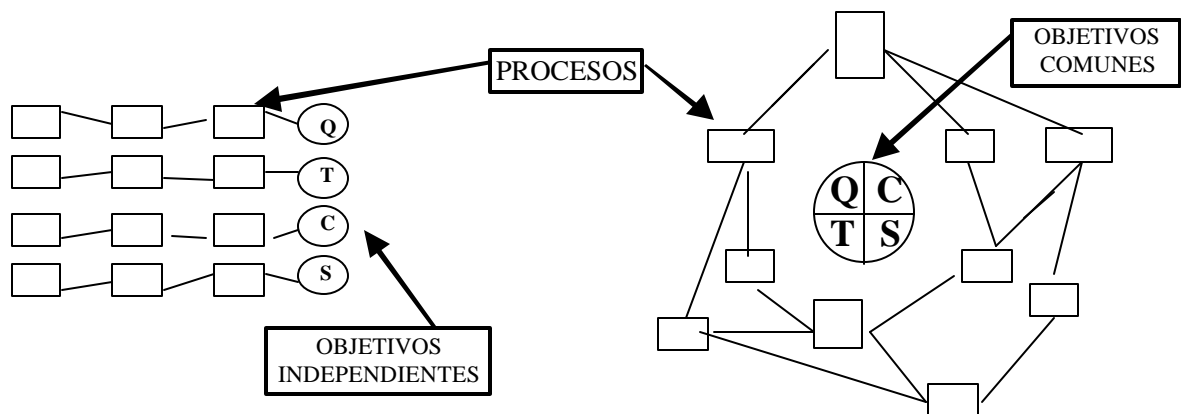 PROCESOS
OBJETIVOS
COMUNES
Q
T
C
S
Q C
T S
OBJETIVOS
INDEPENDIENTES